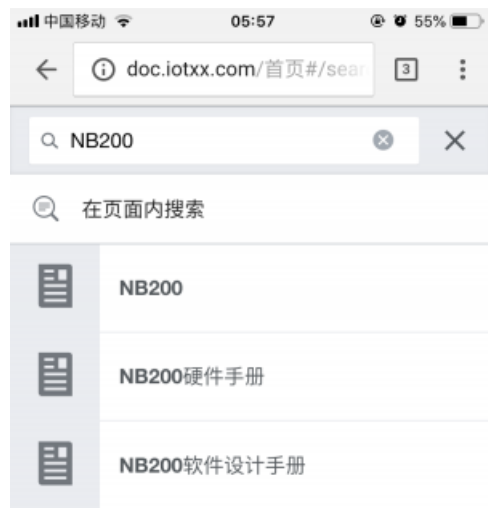 中国移动 05:57 55%
doc.iotxx.com/首页#/sear 3
NB200
在页面内搜索
NB200
NB200硬件手册
NB200软件设计手册